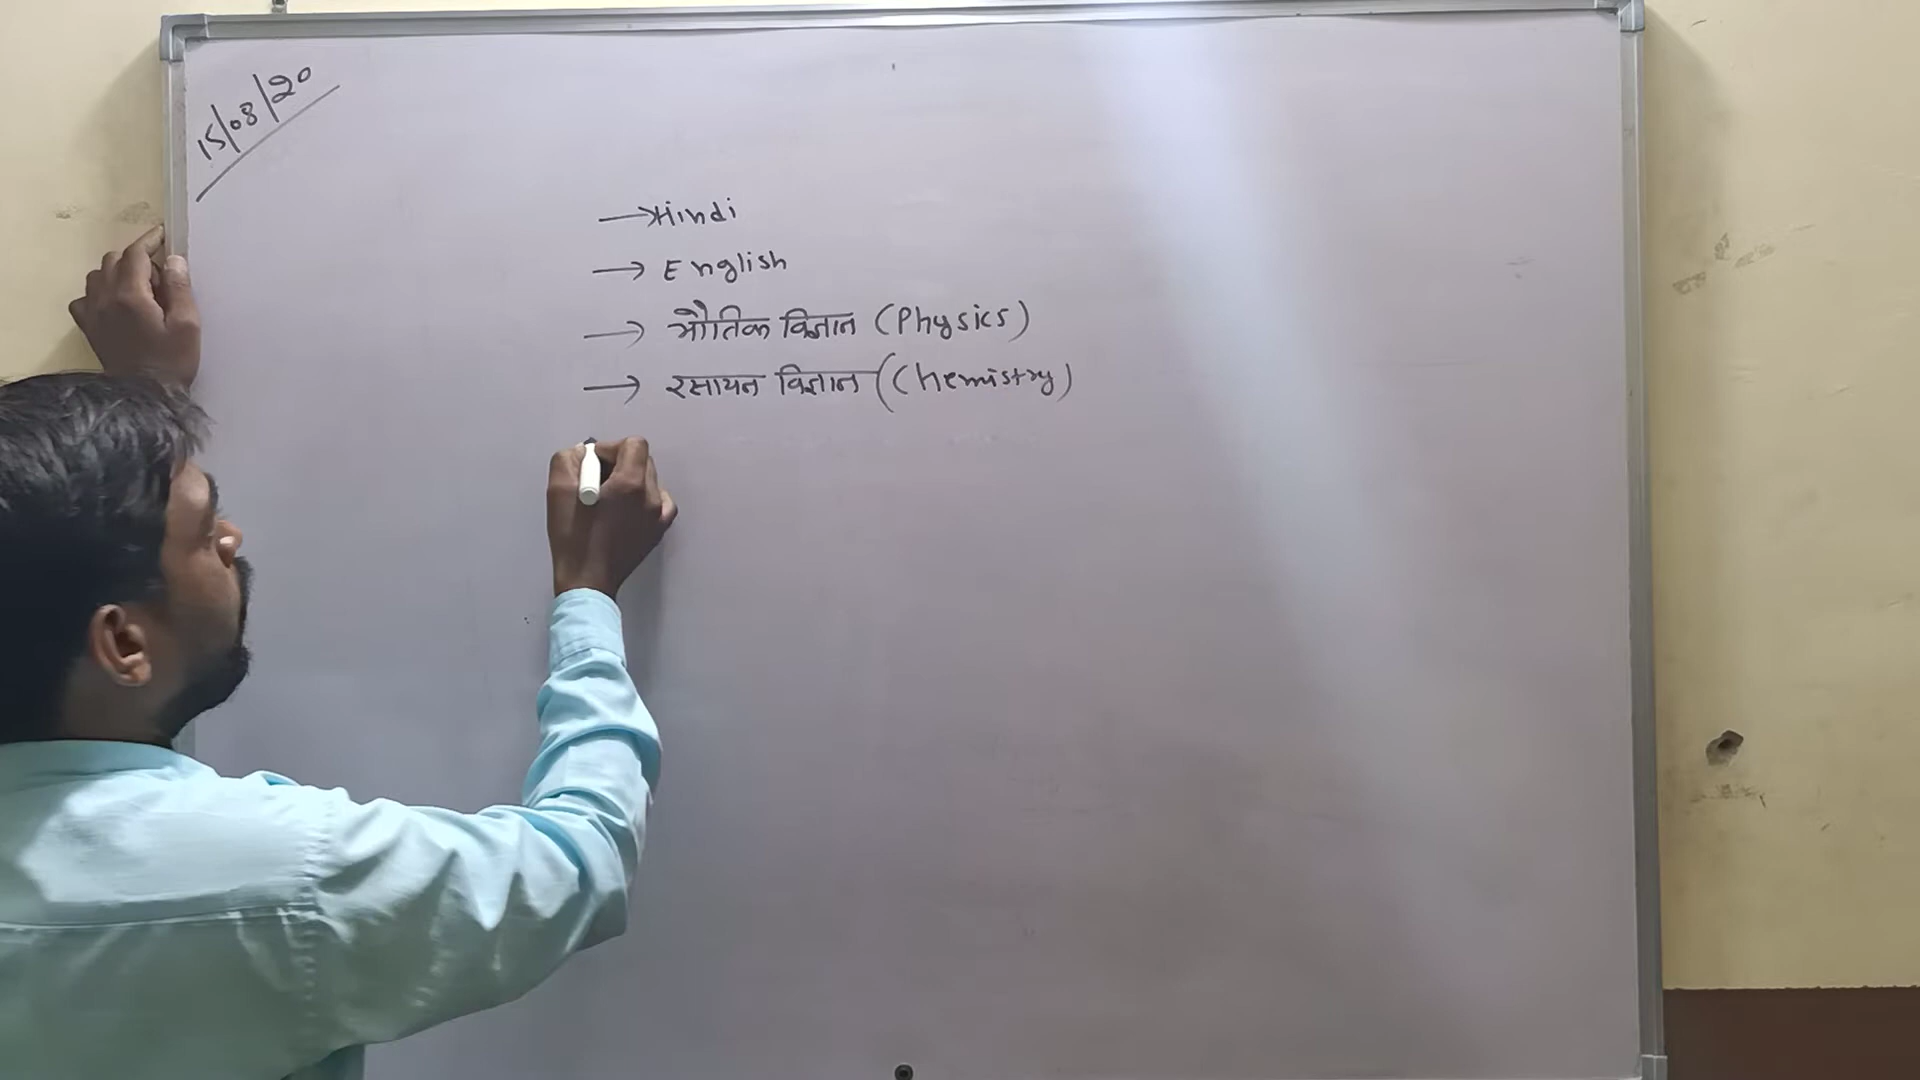 15/08/20
→Hindi
→ English
→ भौतिक विज्ञान (Physics)
→ रसायन विज्ञान (Chemistry)